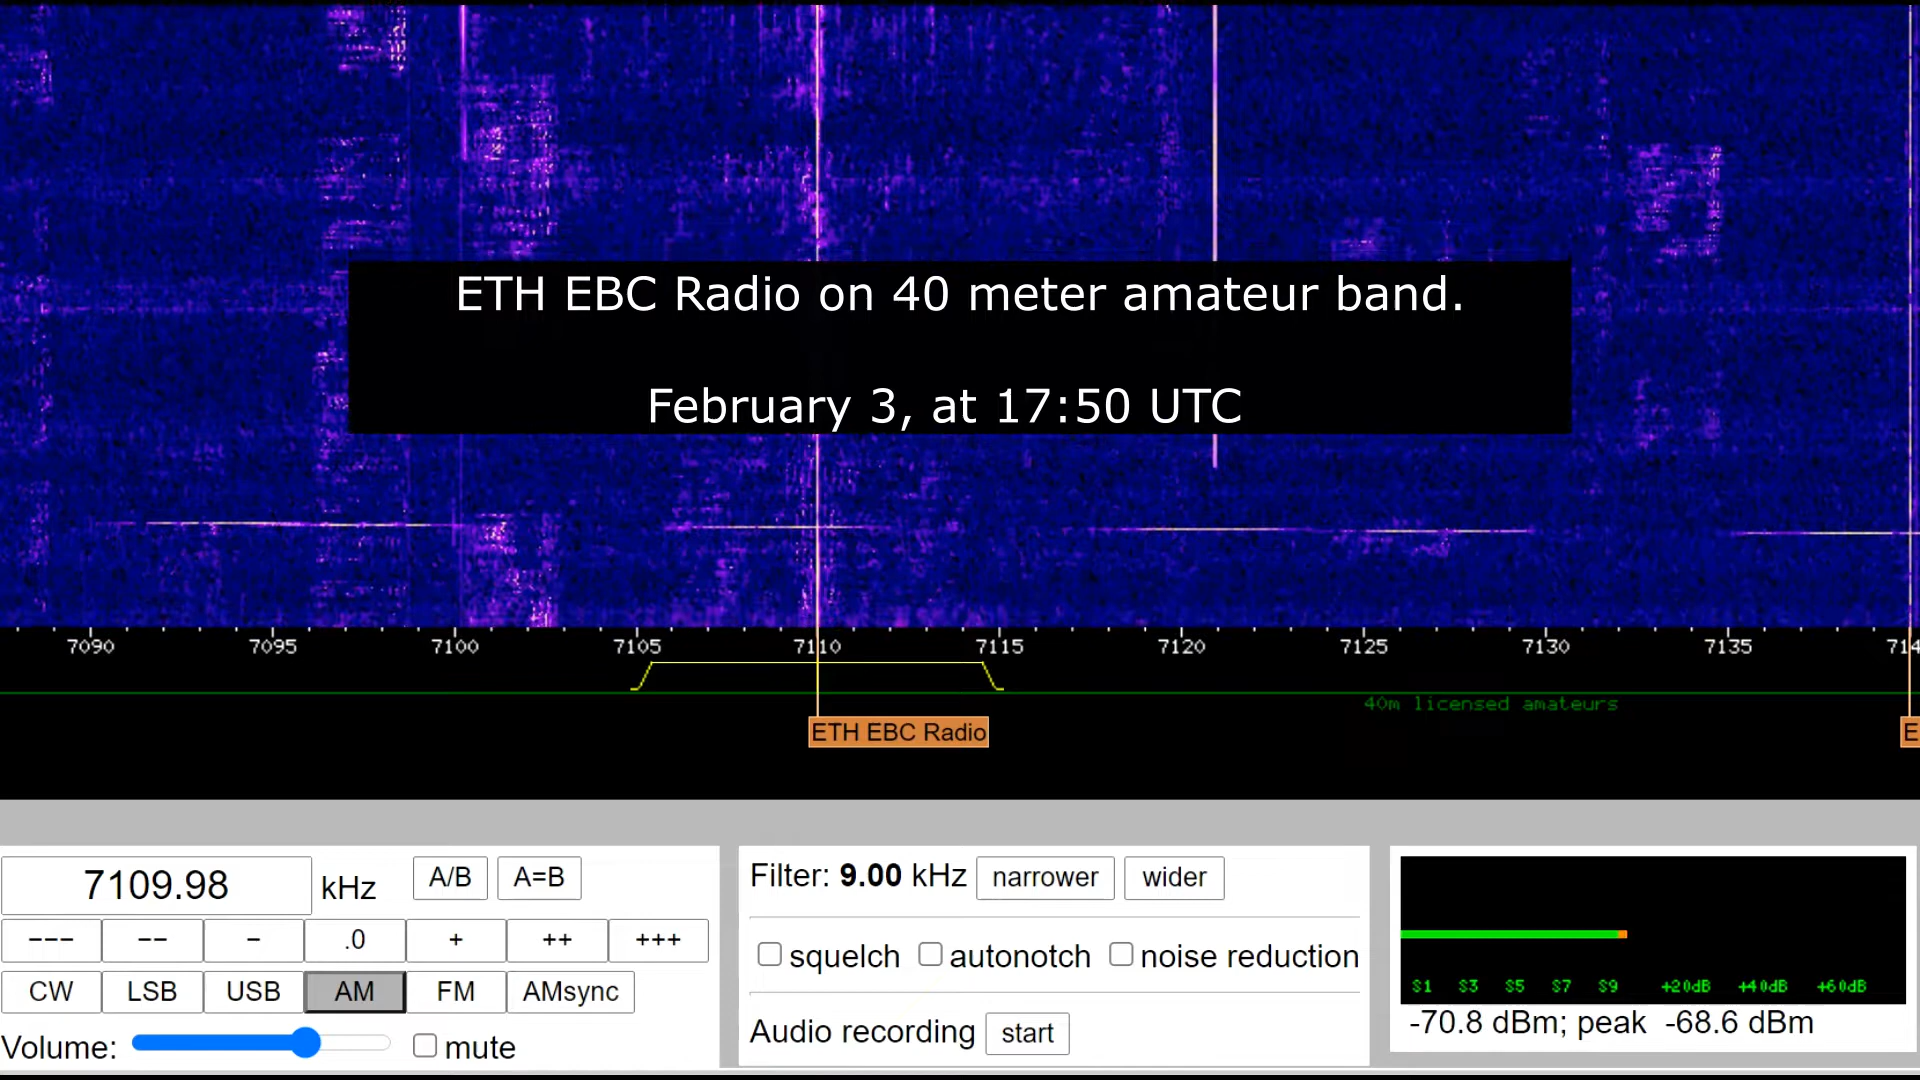 ETH EBC Radio on 40 meter amateur band.
February 3, at 17:50 UTC
7090 7095 7100 7105 7110 7115 7120 7125 7130 7135 714
40m licensed amateurs
ETH EBC Radio
E
7109.98 kHz A/B A=B
--- -- - .0 + ++ +++
CW LSB USB AM FM AMsync
Volume: mute
Filter: 9.00 kHz narrower wider
squelch autonotch noise reduction
Audio recording start
S1 S3 S5 S7 S9 +20dB +40dB +60dB
-70.8 dBm; peak -68.6 dBm